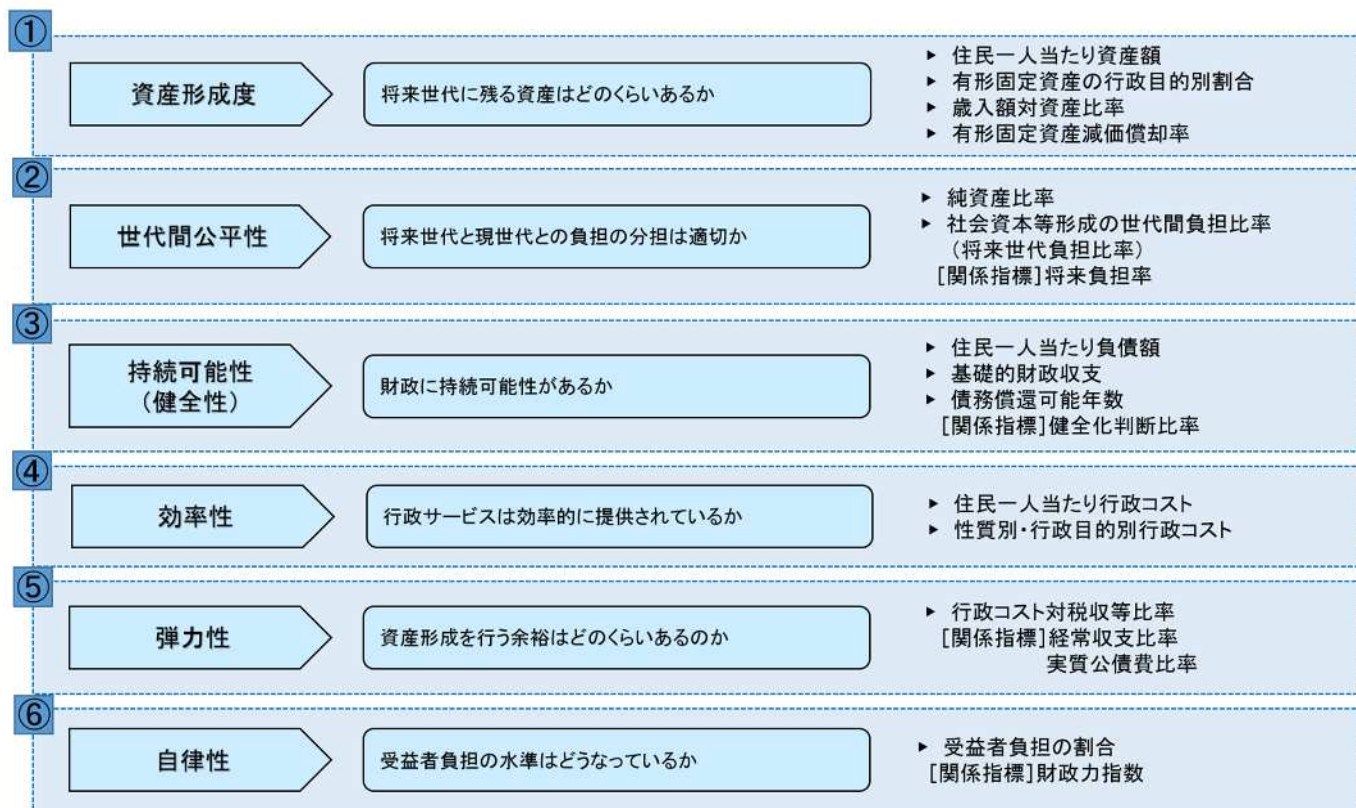 ①
資産形成度
将来世代に残る資産はどのくらいあるか
▶ 住民一人当たり資産額
▶ 有形固定資産の行政目的別割合
▶ 歳入額対資産比率
▶ 有形固定資産減価償却率
②
世代間公平性
将来世代と現世代との負担の分担は適切か
▶ 純資産比率
▶ 社会資本等形成の世代間負担比率
（将来世代負担比率）
[関係指標]将来負担率
③
持続可能性
（健全性）
財政に持続可能性があるか
▶ 住民一人当たり負債額
▶ 基礎的財政収支
▶ 債務償還可能年数
[関係指標]健全化判断比率
④
効率性
行政サービスは効率的に提供されているか
▶ 住民一人当たり行政コスト
▶ 性質別・行政目的別行政コスト
⑤
弾力性
資産形成を行う余裕はどのくらいあるのか
▶ 行政コスト対税収等比率
[関係指標]経常収支比率
実質公債費比率
⑥
自律性
受益者負担の水準はどうなっているか
▶ 受益者負担の割合
[関係指標]財政力指数